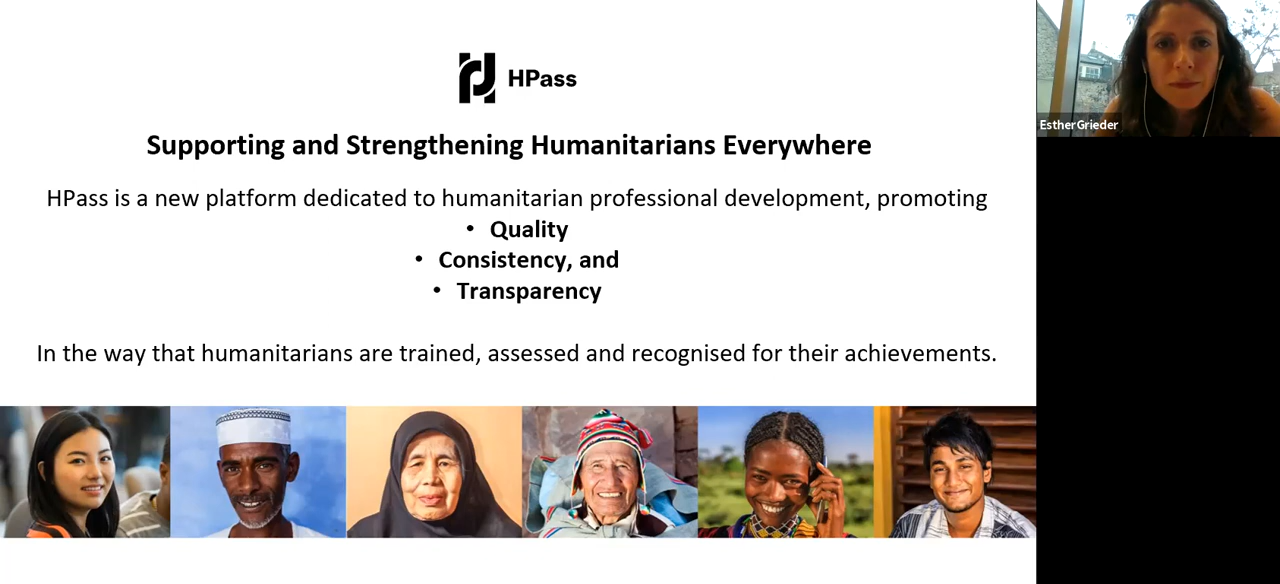 HPass
Supporting and Strengthening Humanitarians Everywhere
HPass is a new platform dedicated to humanitarian professional development, promoting
• Quality
• Consistency, and
• Transparency
In the way that humanitarians are trained, assessed and recognised for their achievements.
EstherGrieder